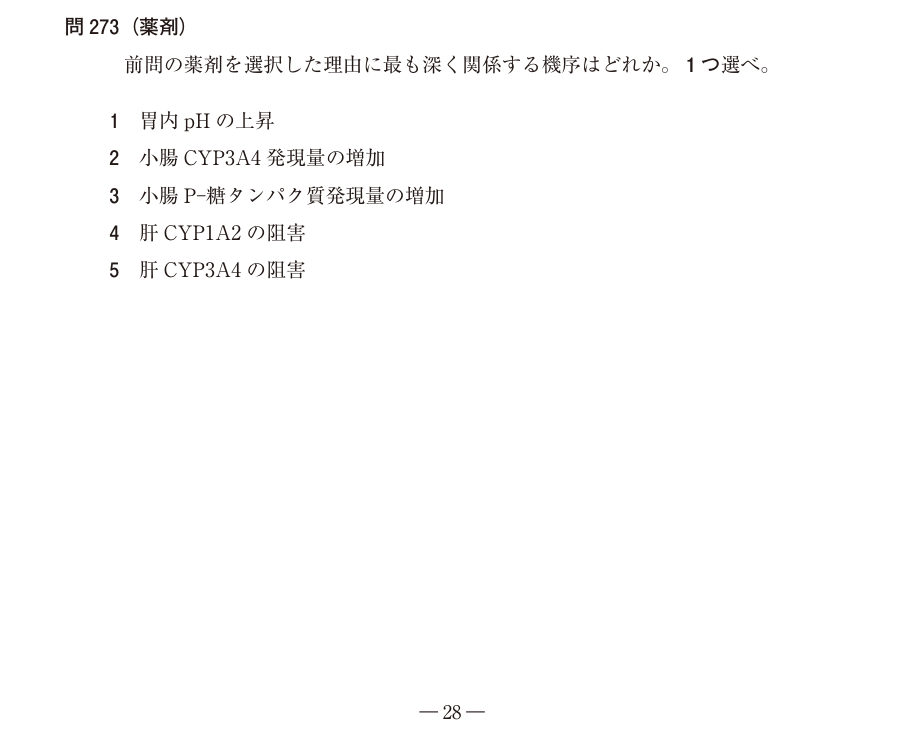 問 273（薬剤）
前問の薬剤を選択した理由に最も深く関係する機序はどれか。1つ選べ。
1 胃内 pH の上昇
2 小腸 CYP3A4 発現量の増加
3 小腸 P-糖タンパク質発現量の増加
4 肝 CYP1A2 の阻害
5 肝 CYP3A4 の阻害
― 28 ―